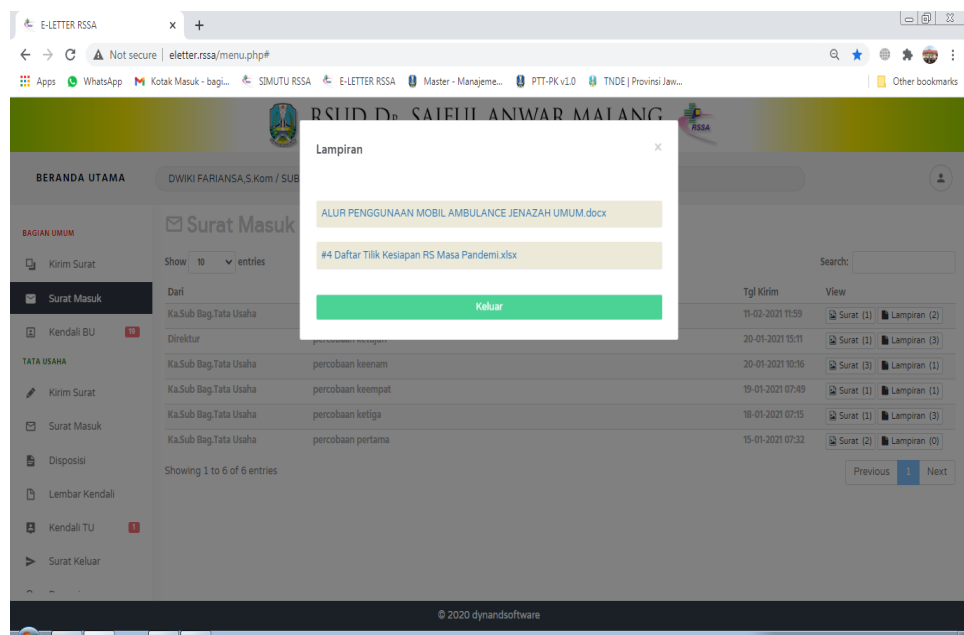 E-LETTER RSSA
Not secure | eletter.rssa/menu.php#
Apps WhatsApp Kotak Masuk - bagi... SIMUTU RSSA E-LETTER RSSA Master - Manajeme... PTT-PK v1.0 TNDE | Provinsi Jaw... Other bookmarks
RSUD Dr. SAIFUL ANWAR MALANG RSSA
Lampiran ×
BERANDA UTAMA DWIKI FARIANSA,S.Kom / SUB
ALUR PENGGUNAAN MOBIL AMBULANCE JENAZAH UMUM.docx
BAGIAN UMUM Surat Masuk
#4 Daftar Tilik Kesiapan RS Masa Pandemi.xlsx
Kirim Surat Show 10 entries Search:
Surat Masuk Dari Tgl Kirim View
Keluar
Ka.Sub Bag.Tata Usaha 11-02-2021 11:59 Surat (1) Lampiran (2)
Kendali BU 10 Direktur percobaan ketujuh 20-01-2021 15:11 Surat (1) Lampiran (3)
TATA USAHA Ka.Sub Bag.Tata Usaha percobaan keenam 20-01-2021 10:16 Surat (3) Lampiran (1)
Kirim Surat Ka.Sub Bag.Tata Usaha percobaan keempat 19-01-2021 07:49 Surat (1) Lampiran (1)
Surat Masuk Ka.Sub Bag.Tata Usaha percobaan ketiga 18-01-2021 07:15 Surat (1) Lampiran (3)
Ka.Sub Bag.Tata Usaha percobaan pertama 15-01-2021 07:32 Surat (2) Lampiran (0)
Disposisi Showing 1 to 6 of 6 entries Previous 1 Next
Lembar Kendali
Kendali TU 1
Surat Keluar
© 2020 dynandsoftware